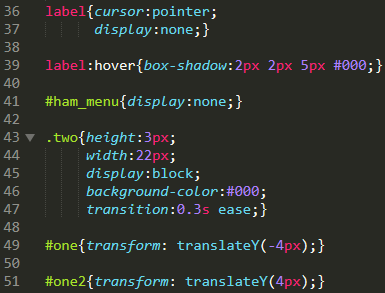 36 label{cursor:pointer;
37 display:none;}
38
39 label:hover{box-shadow:2px 2px 5px #000;}
40
41 #ham_menu{display:none;}
42
43 .two{height:3px;
44 width:22px;
45 display:block;
46 background-color:#000;
47 transition:0.3s ease;}
48
49 #one{transform: translateY(-4px);}
50
51 #one2{transform: translateY(4px);}